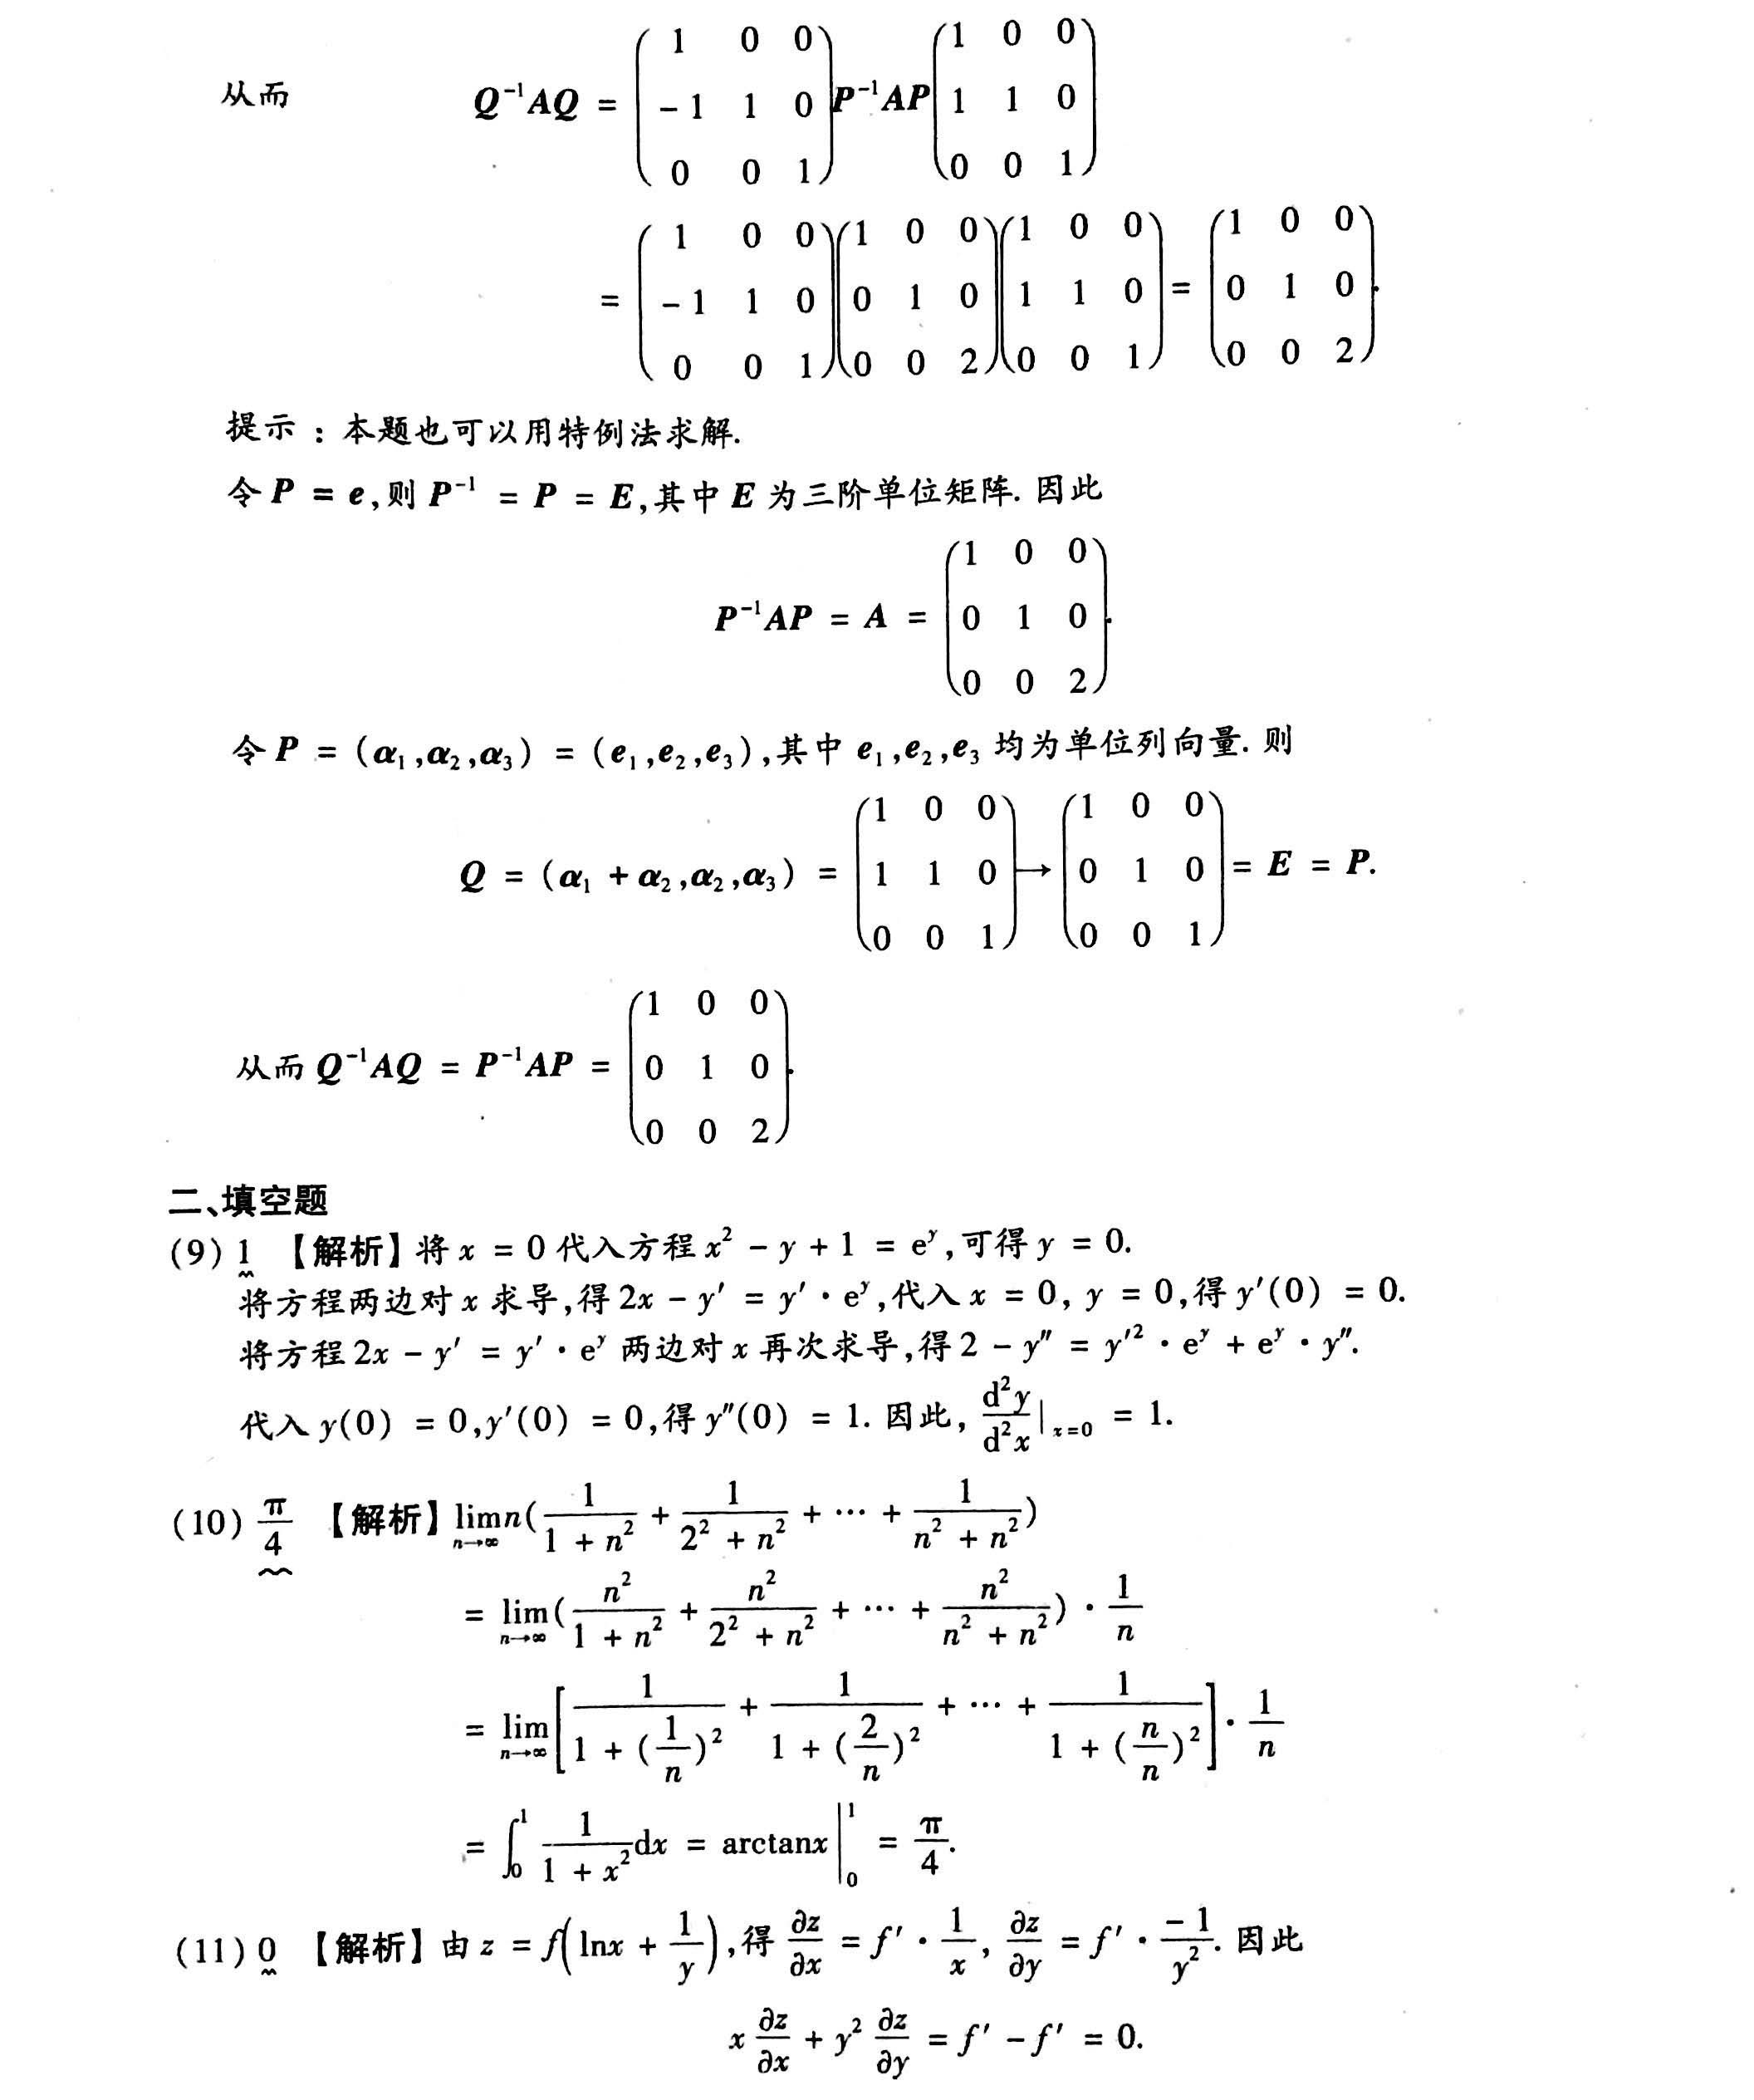 从而 $Q^{-1}AQ = \begin{pmatrix} 1 & 0 & 0 \\ -1 & 1 & 0 \\ 0 & 0 & 1 \end{pmatrix} P^{-1}AP \begin{pmatrix} 1 & 0 & 0 \\ 1 & 1 & 0 \\ 0 & 0 & 1 \end{pmatrix}$
$= \begin{pmatrix} 1 & 0 & 0 \\ -1 & 1 & 0 \\ 0 & 0 & 1 \end{pmatrix} \begin{pmatrix} 1 & 0 & 0 \\ 0 & 1 & 0 \\ 0 & 0 & 2 \end{pmatrix} \begin{pmatrix} 1 & 0 & 0 \\ 1 & 1 & 0 \\ 0 & 0 & 1 \end{pmatrix} = \begin{pmatrix} 1 & 0 & 0 \\ 0 & 1 & 0 \\ 0 & 0 & 2 \end{pmatrix}.$
提示：本题也可以用特例法求解.
令 $P = e$,则 $P^{-1} = P = E$,其中 $E$ 为三阶单位矩阵. 因此
$P^{-1}AP = A = \begin{pmatrix} 1 & 0 & 0 \\ 0 & 1 & 0 \\ 0 & 0 & 2 \end{pmatrix}.$
令 $P = (\alpha_1,\alpha_2,\alpha_3) = (e_1,e_2,e_3)$,其中 $e_1,e_2,e_3$ 均为单位列向量. 则
$Q = (\alpha_1 + \alpha_2,\alpha_2,\alpha_3) = \begin{pmatrix} 1 & 0 & 0 \\ 1 & 1 & 0 \\ 0 & 0 & 1 \end{pmatrix} \to \begin{pmatrix} 1 & 0 & 0 \\ 0 & 1 & 0 \\ 0 & 0 & 1 \end{pmatrix} = E = P.$
从而 $Q^{-1}AQ = P^{-1}AP = \begin{pmatrix} 1 & 0 & 0 \\ 0 & 1 & 0 \\ 0 & 0 & 2 \end{pmatrix}.$
二、填空题
(9) 1 【解析】将 $x = 0$ 代入方程 $x^2 - y + 1 = e^y$,可得 $y = 0$.
将方程两边对 $x$ 求导,得 $2x - y' = y' \cdot e^y$,代入 $x = 0, y = 0$,得 $y'(0) = 0$.
将方程 $2x - y' = y' \cdot e^y$ 两边对 $x$ 再次求导,得 $2 - y'' = y'^2 \cdot e^y + e^y \cdot y''$.
代入 $y(0) = 0, y'(0) = 0$,得 $y''(0) = 1$. 因此, $\frac{d^2y}{d^2x}|_{x=0} = 1$.
(10) $\frac{\pi}{4}$ 【解析】$\lim_{n\to\infty} n(\frac{1}{1+n^2} + \frac{1}{2^2+n^2} + \cdots + \frac{1}{n^2+n^2})$
$= \lim_{n\to\infty} (\frac{n^2}{1+n^2} + \frac{n^2}{2^2+n^2} + \cdots + \frac{n^2}{n^2+n^2}) \cdot \frac{1}{n}$
$= \lim_{n\to\infty} \left[ \frac{1}{1+(\frac{1}{n})^2} + \frac{1}{1+(\frac{2}{n})^2} + \cdots + \frac{1}{1+(\frac{n}{n})^2} \right] \cdot \frac{1}{n}$
$= \int_0^1 \frac{1}{1+x^2} dx = \arctan x \Big|_0^1 = \frac{\pi}{4}.$
(11) 0 【解析】由 $z = f\left(\ln x + \frac{1}{y}\right)$,得 $\frac{\partial z}{\partial x} = f' \cdot \frac{1}{x}, \frac{\partial z}{\partial y} = f' \cdot \frac{-1}{y^2}$. 因此
$x \frac{\partial z}{\partial x} + y^2 \frac{\partial z}{\partial y} = f' - f' = 0.$